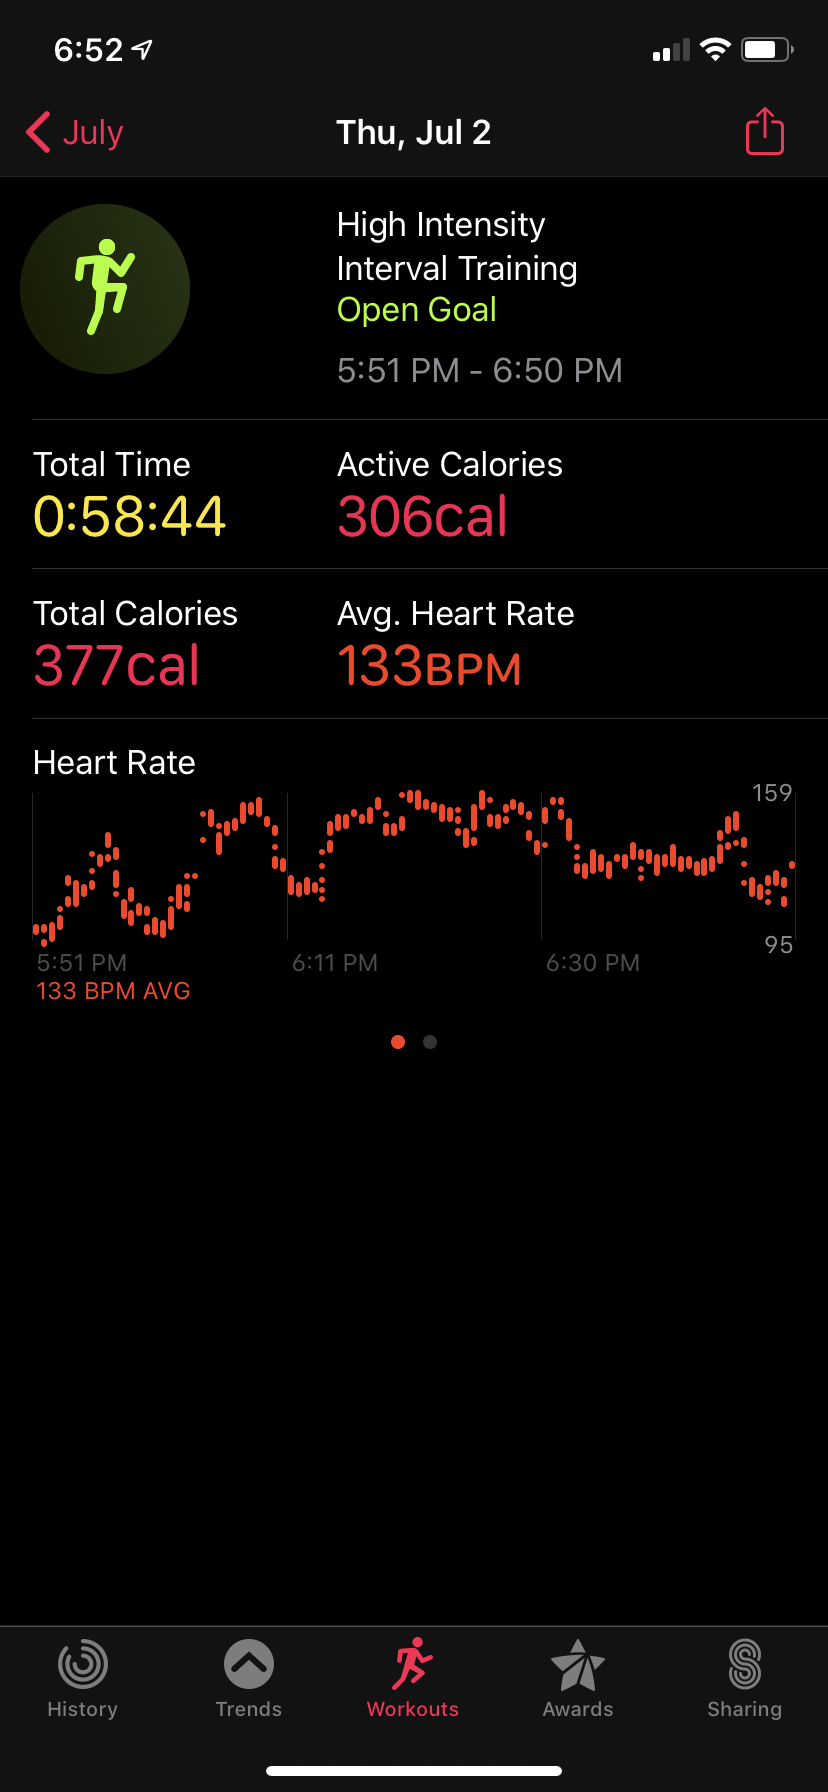 6:52
July
Thu, Jul 2
High Intensity
Interval Training
Open Goal
5:51 PM - 6:50 PM
Total Time
Active Calories
0:58:44
306cal
Total Calories
Avg. Heart Rate
377cal
133BPM
Heart Rate
159
95
5:51 PM
6:11 PM
6:30 PM
133 BPM AVG
History
Trends
Workouts
Awards
Sharing